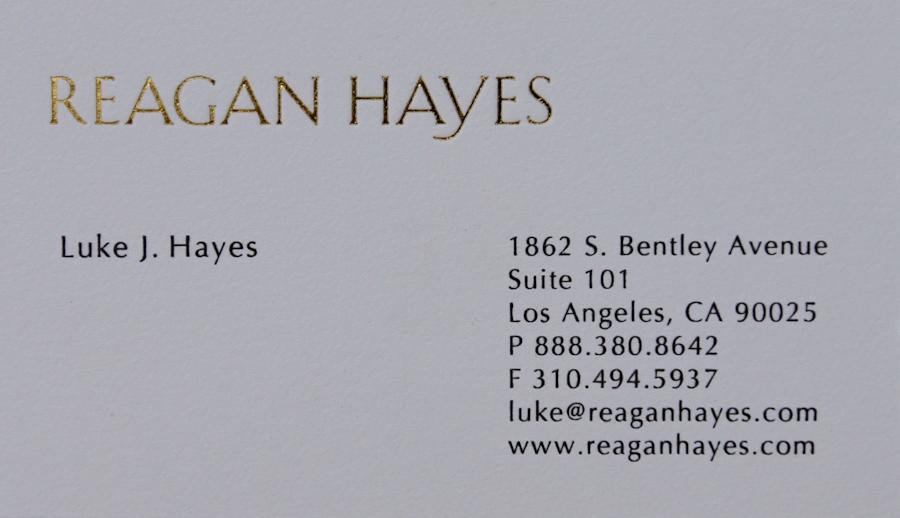 REAGAN HAYES
Luke J. Hayes
1862 S. Bentley Avenue
Suite 101
Los Angeles, CA 90025
P 888.380.8642
F 310.494.5937
luke@reaganhayes.com
www.reaganhayes.com